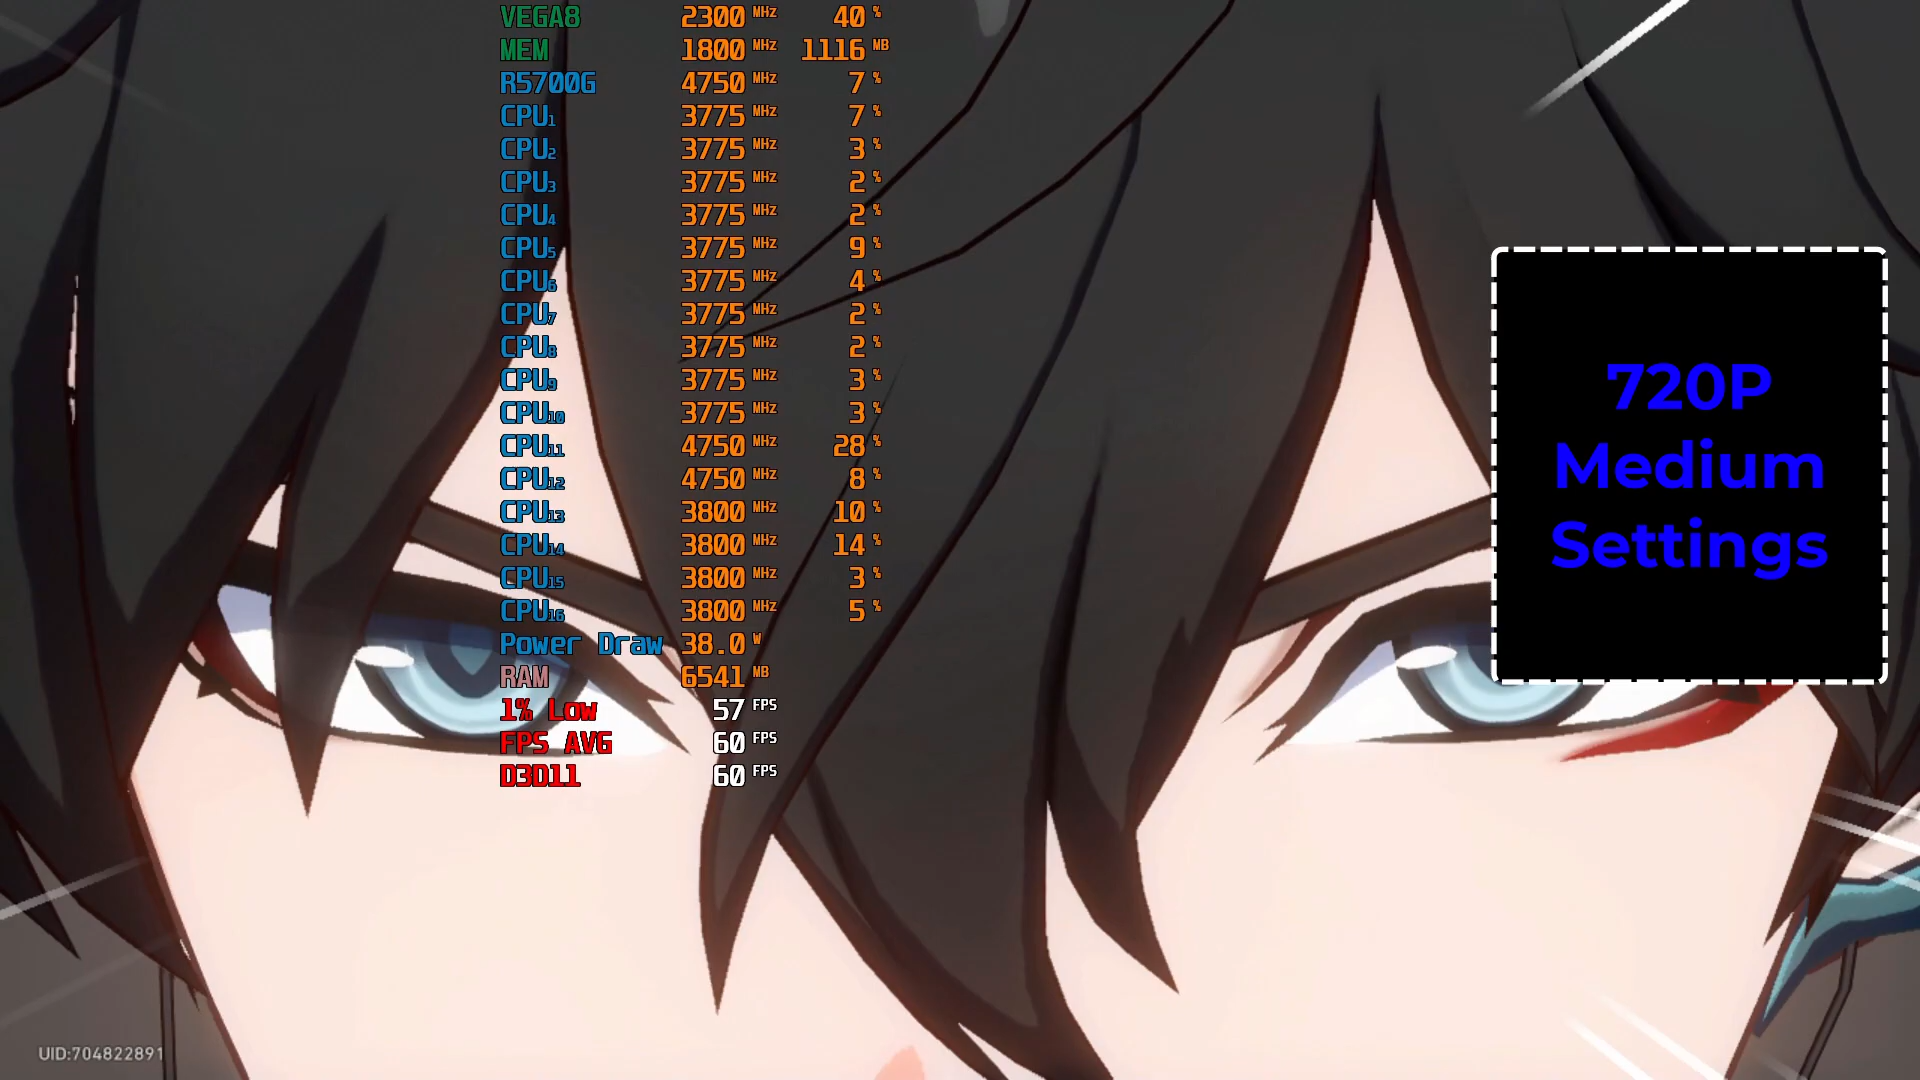 VEGA8 2300 MHz 40 %
MEM 1800 MHz 1116 MB
R5700G 4750 MHz 7 %
CPU1 3775 MHz 7 %
CPU2 3775 MHz 3 %
CPU3 3775 MHz 2 %
CPU4 3775 MHz 2 %
CPU5 3775 MHz 9 %
CPU6 3775 MHz 4 %
CPU7 3775 MHz 2 %
CPU8 3775 MHz 2 %
CPU9 3775 MHz 3 %
CPU10 3775 MHz 3 %
CPU11 4750 MHz 28 %
CPU12 4750 MHz 8 %
CPU13 3800 MHz 10 %
CPU14 3800 MHz 14 %
CPU15 3800 MHz 3 %
CPU16 3800 MHz 5 %
Power Draw 38.0 W
RAM 6541 MB
1% Low 57 FPS
FPS AVG 60 FPS
D3D11 60 FPS
720P
Medium
Settings
UID:704822891